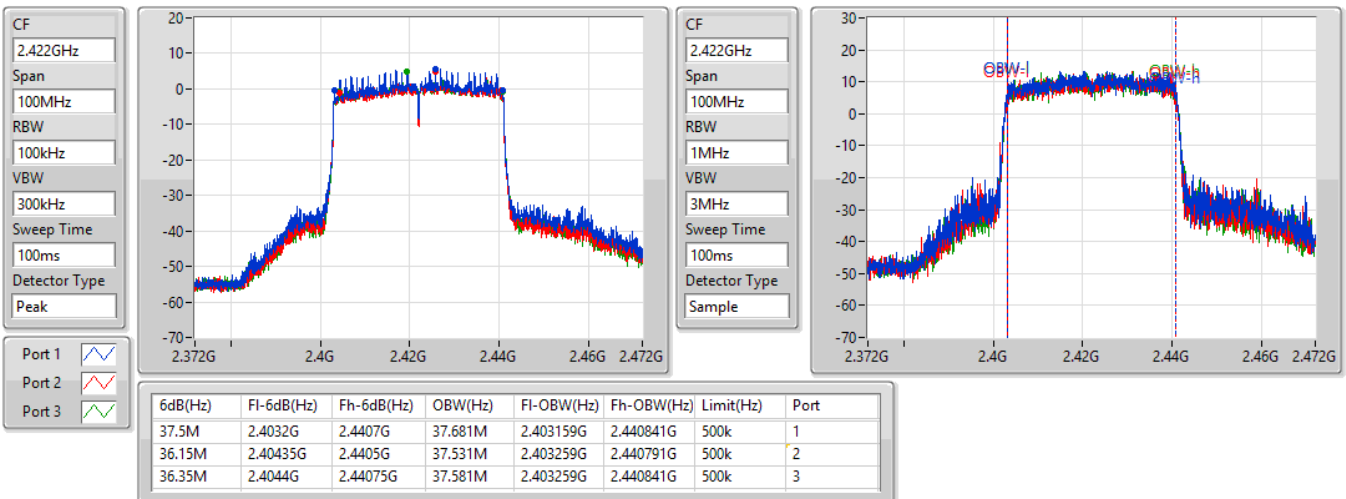 CF
2.422GHz
Span
100MHz
RBW
100kHz
VBW
300kHz
Sweep Time
100ms
Detector Type
Peak
20
10
0
-10
-20
-30
-40
-50
-60
-70
2.372G 2.4G 2.42G 2.44G 2.46G 2.472G
CF
2.422GHz
Span
100MHz
RBW
1MHz
VBW
3MHz
Sweep Time
100ms
Detector Type
Sample
30
20
10
0
-10
-20
-30
-40
-50
-60
-70
OBW-l
OBW-h
2.372G 2.4G 2.42G 2.44G 2.46G 2.472G
Port 1
Port 2
Port 3
6dB(Hz) Fl-6dB(Hz) Fh-6dB(Hz) OBW(Hz) Fl-OBW(Hz) Fh-OBW(Hz) Limit(Hz) Port
37.5M 2.4032G 2.4407G 37.681M 2.403159G 2.440841G 500k 1
36.15M 2.40435G 2.4405G 37.531M 2.403259G 2.440791G 500k 2
36.35M 2.4044G 2.44075G 37.581M 2.403259G 2.440841G 500k 3